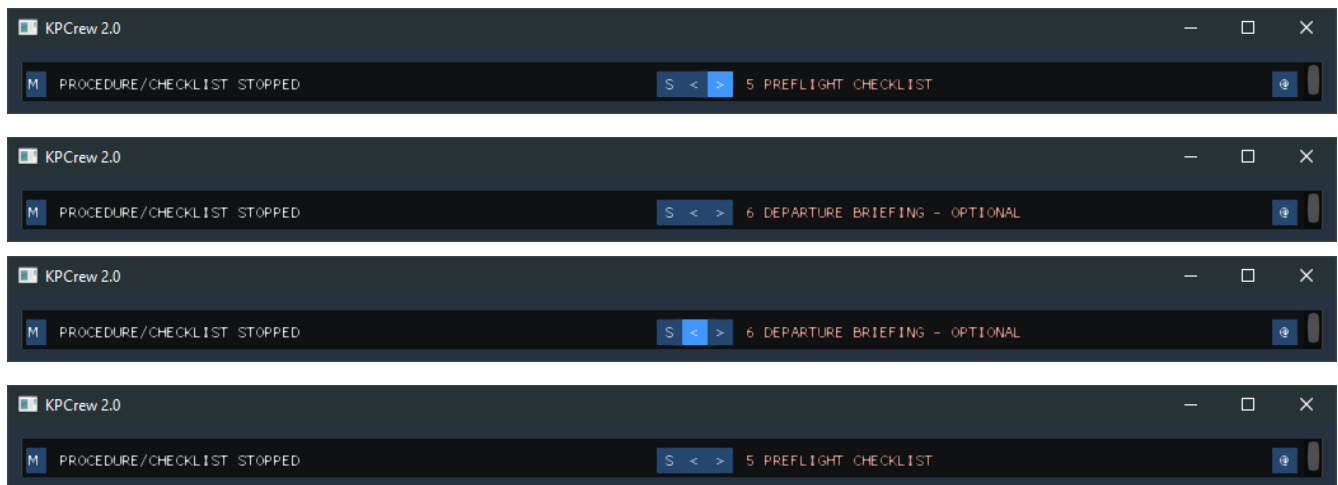 KPCrew 2.0
M PROCEDURE/CHECKLIST STOPPED S < > 5 PREFLIGHT CHECKLIST @
KPCrew 2.0
M PROCEDURE/CHECKLIST STOPPED S < > 6 DEPARTURE BRIEFING - OPTIONAL @
KPCrew 2.0
M PROCEDURE/CHECKLIST STOPPED S < > 6 DEPARTURE BRIEFING - OPTIONAL @
KPCrew 2.0
M PROCEDURE/CHECKLIST STOPPED S < > 5 PREFLIGHT CHECKLIST @